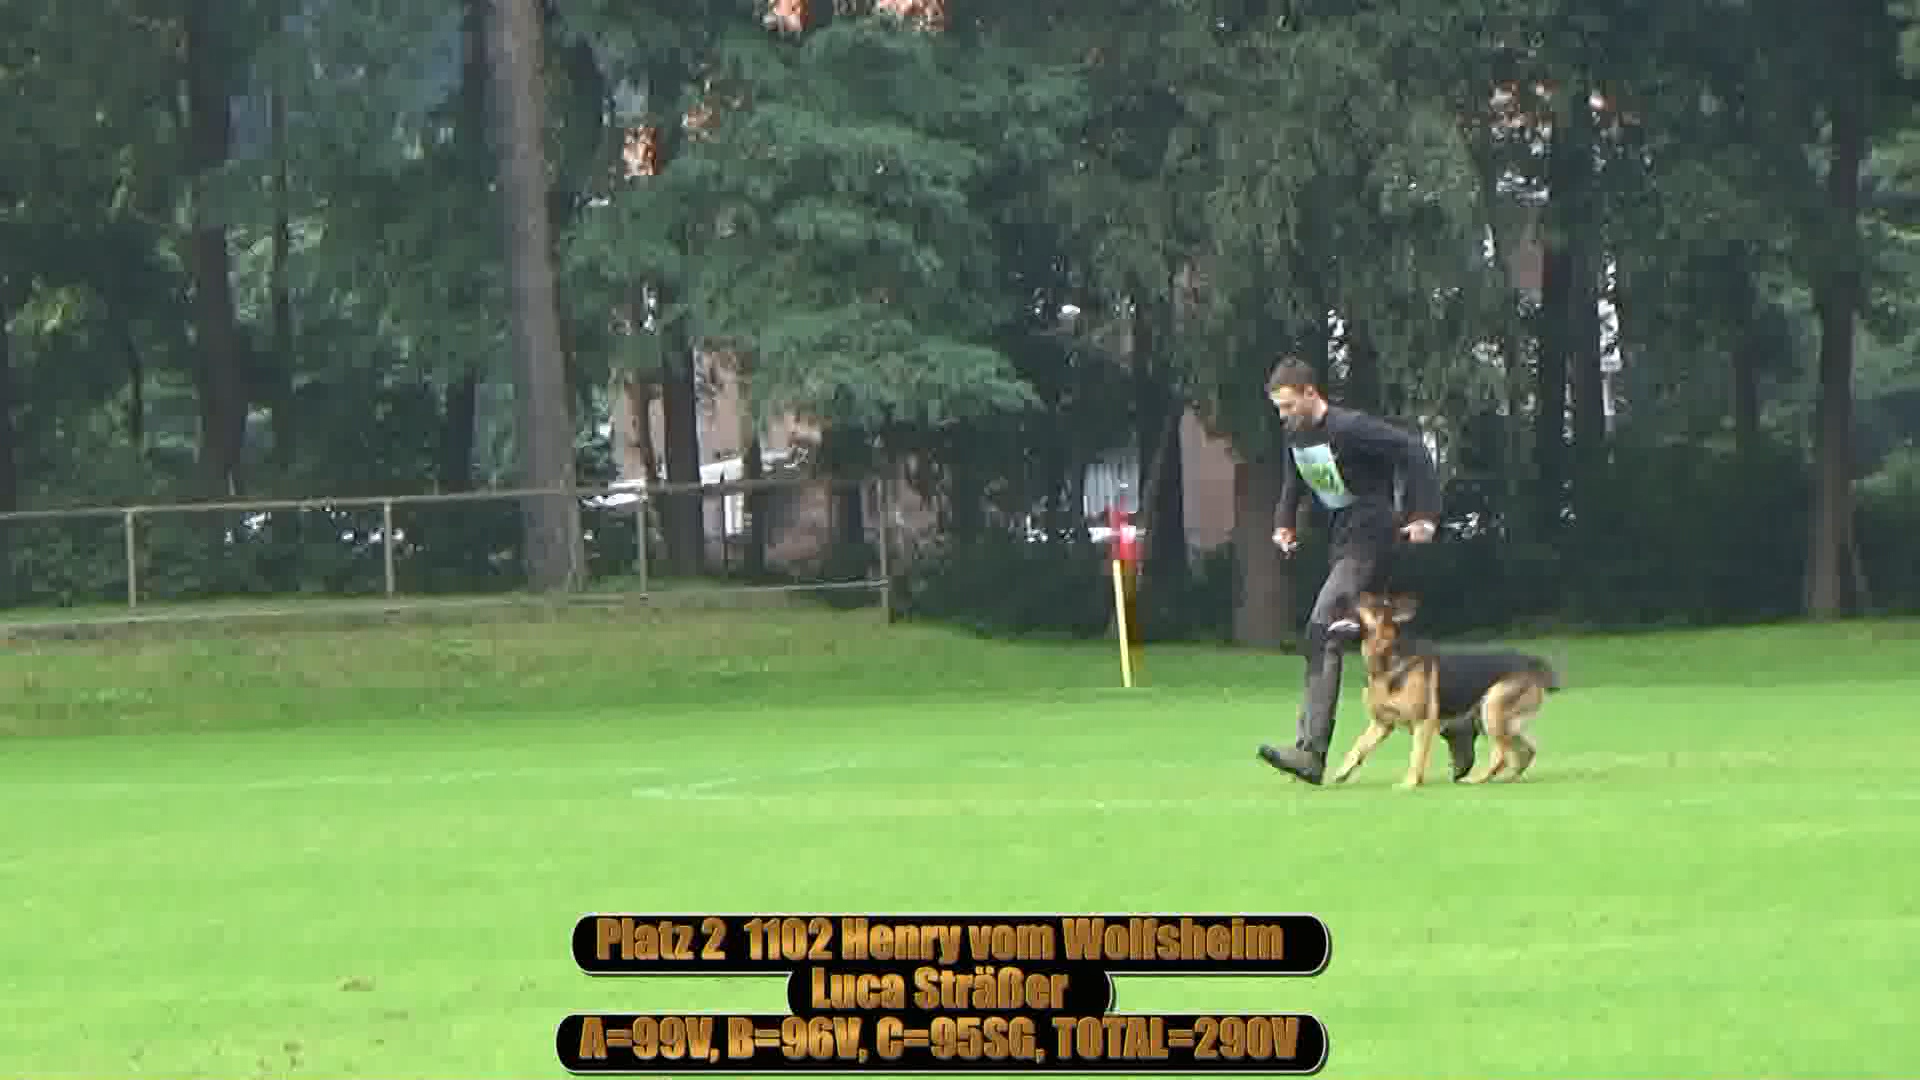 Platz 2 1102 Henry vom Wolfsheim
Luca Sträßer
A=99V, B=96V, C=95SG, TOTAL=290V